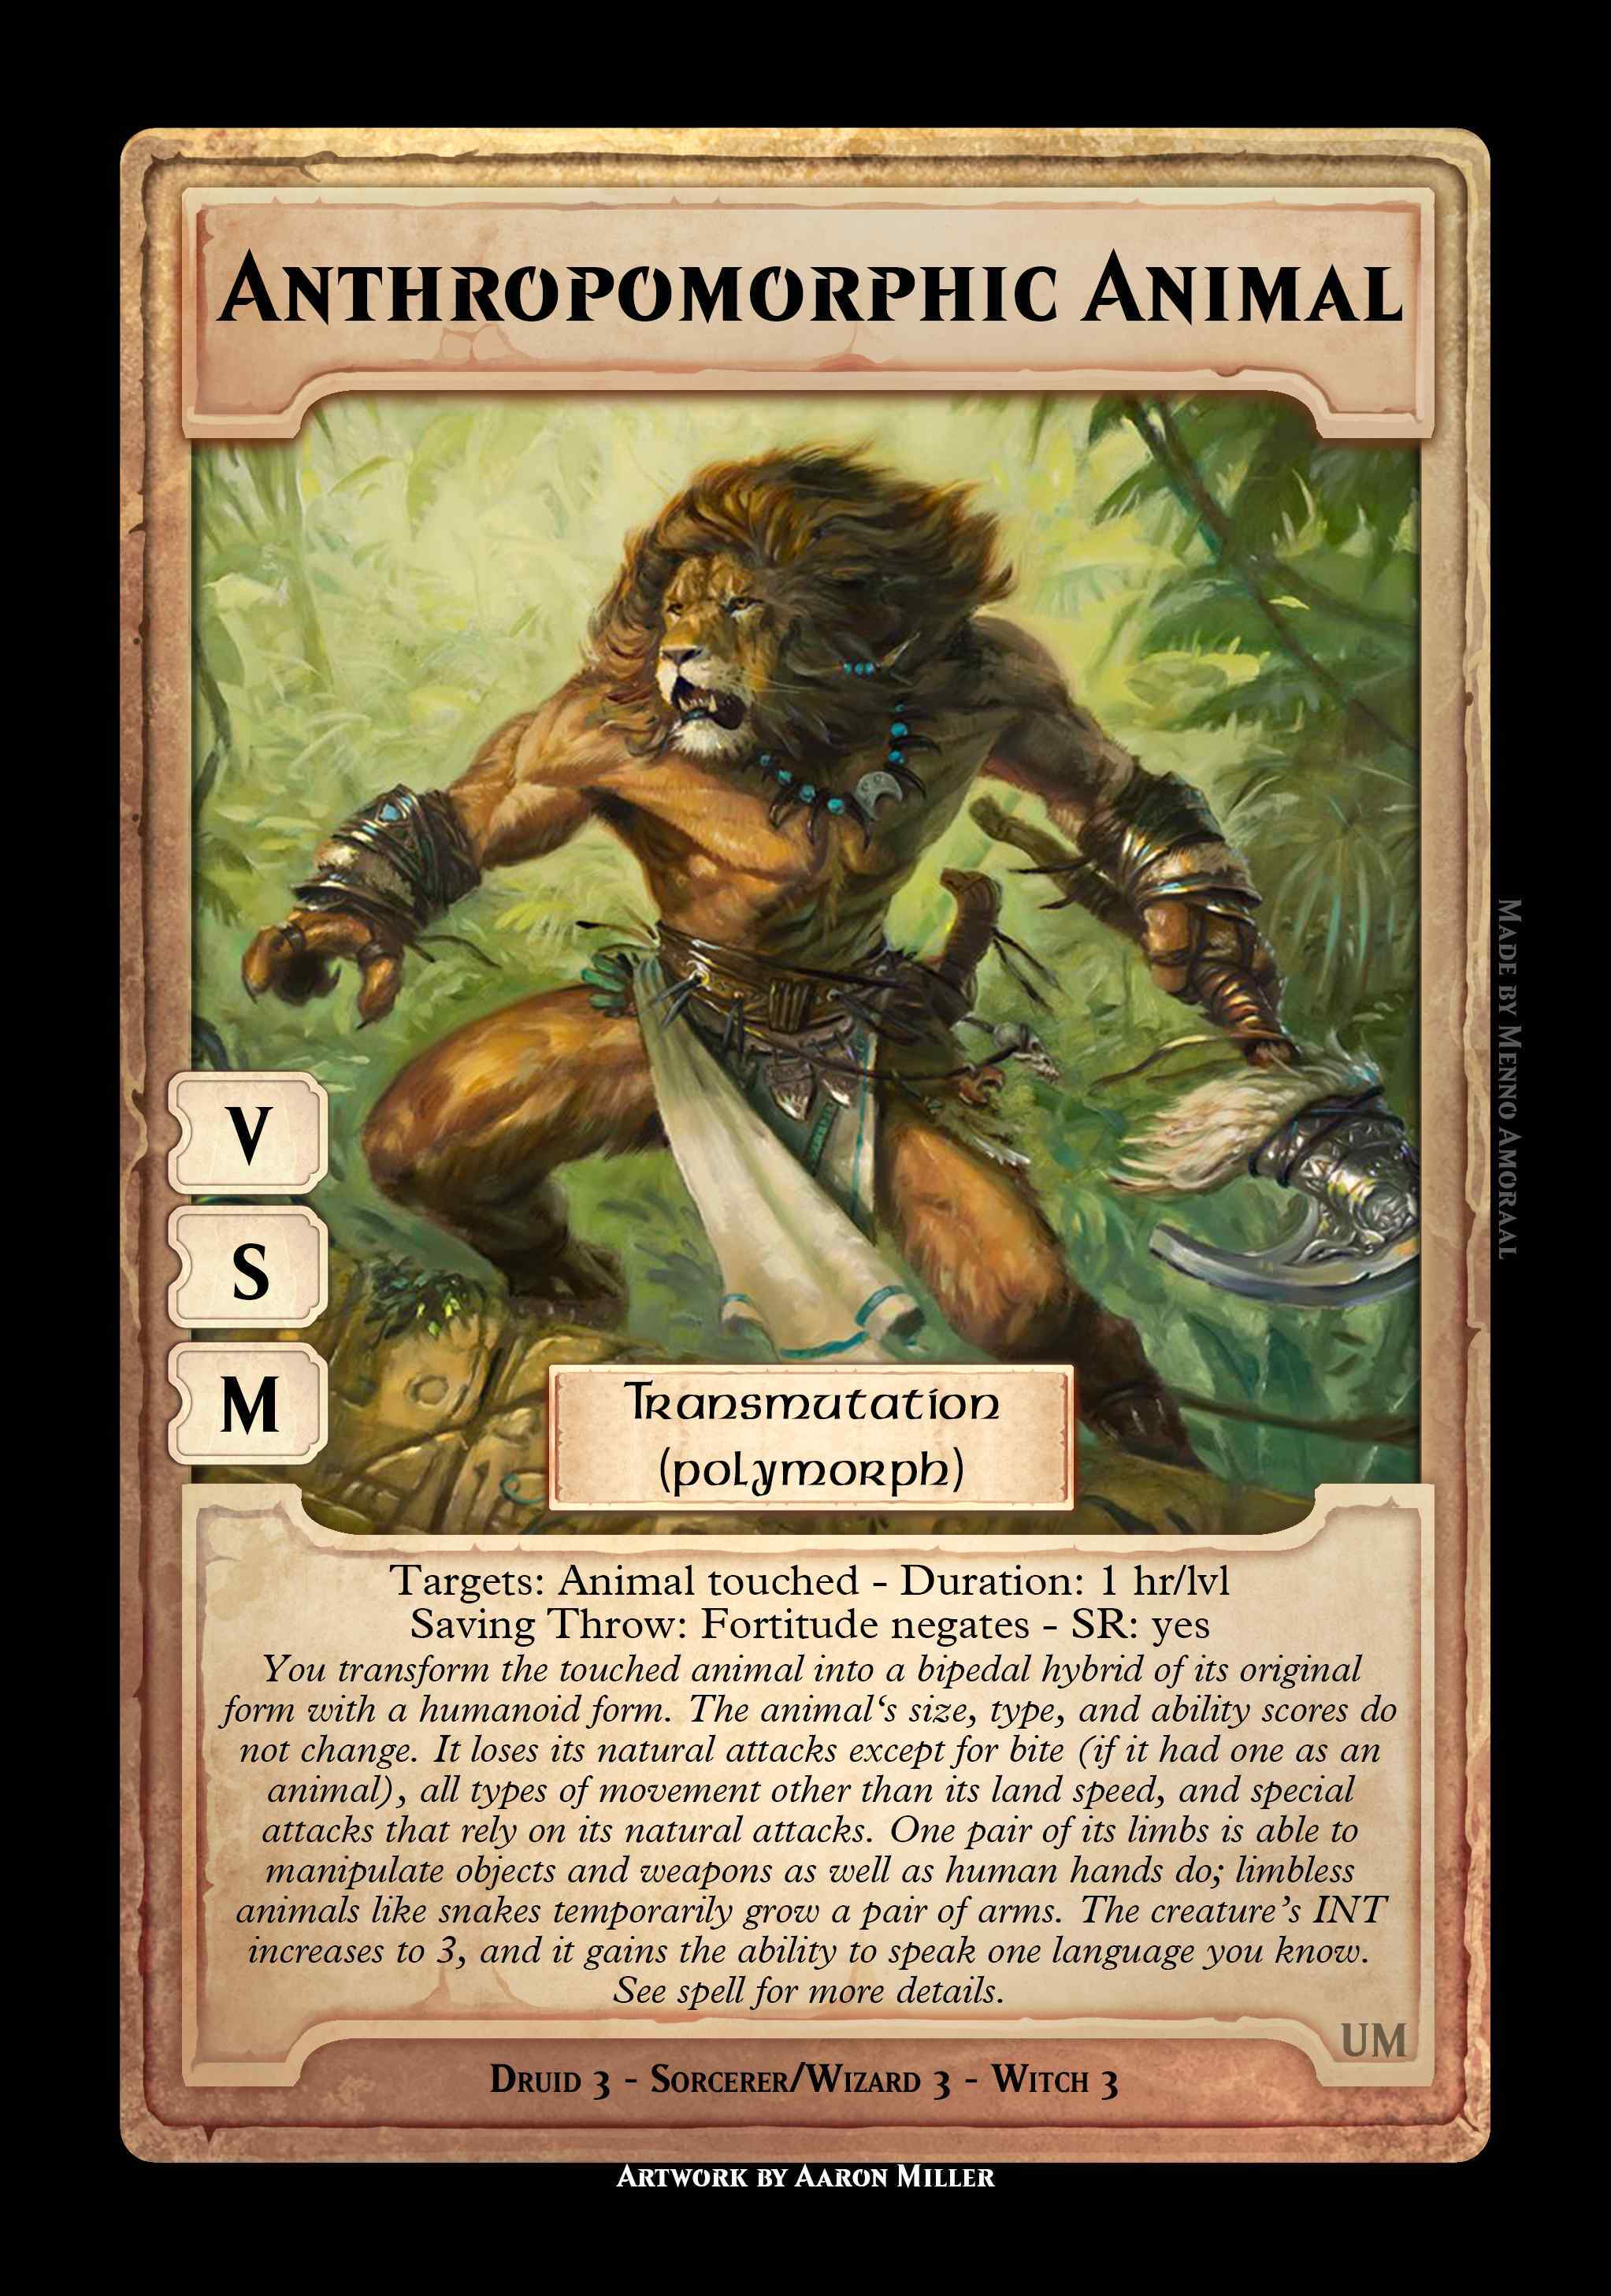 Anthropomorphic Animal
V
S
M
Transmutation
(polymorph)
Targets: Animal touched - Duration: 1 hr/lvl
Saving Throw: Fortitude negates - SR: yes
You transform the touched animal into a bipedal hybrid of its original
form with a humanoid form. The animal‘s size, type, and ability scores do
not change. It loses its natural attacks except for bite (if it had one as an
animal), all types of movement other than its land speed, and special
attacks that rely on its natural attacks. One pair of its limbs is able to
manipulate objects and weapons as well as human hands do; limbless
animals like snakes temporarily grow a pair of arms. The creature’s INT
increases to 3, and it gains the ability to speak one language you know.
See spell for more details.
UM
Druid 3 - Sorcerer/Wizard 3 - Witch 3
Artwork by Aaron Miller
Made by Menno Amoraal